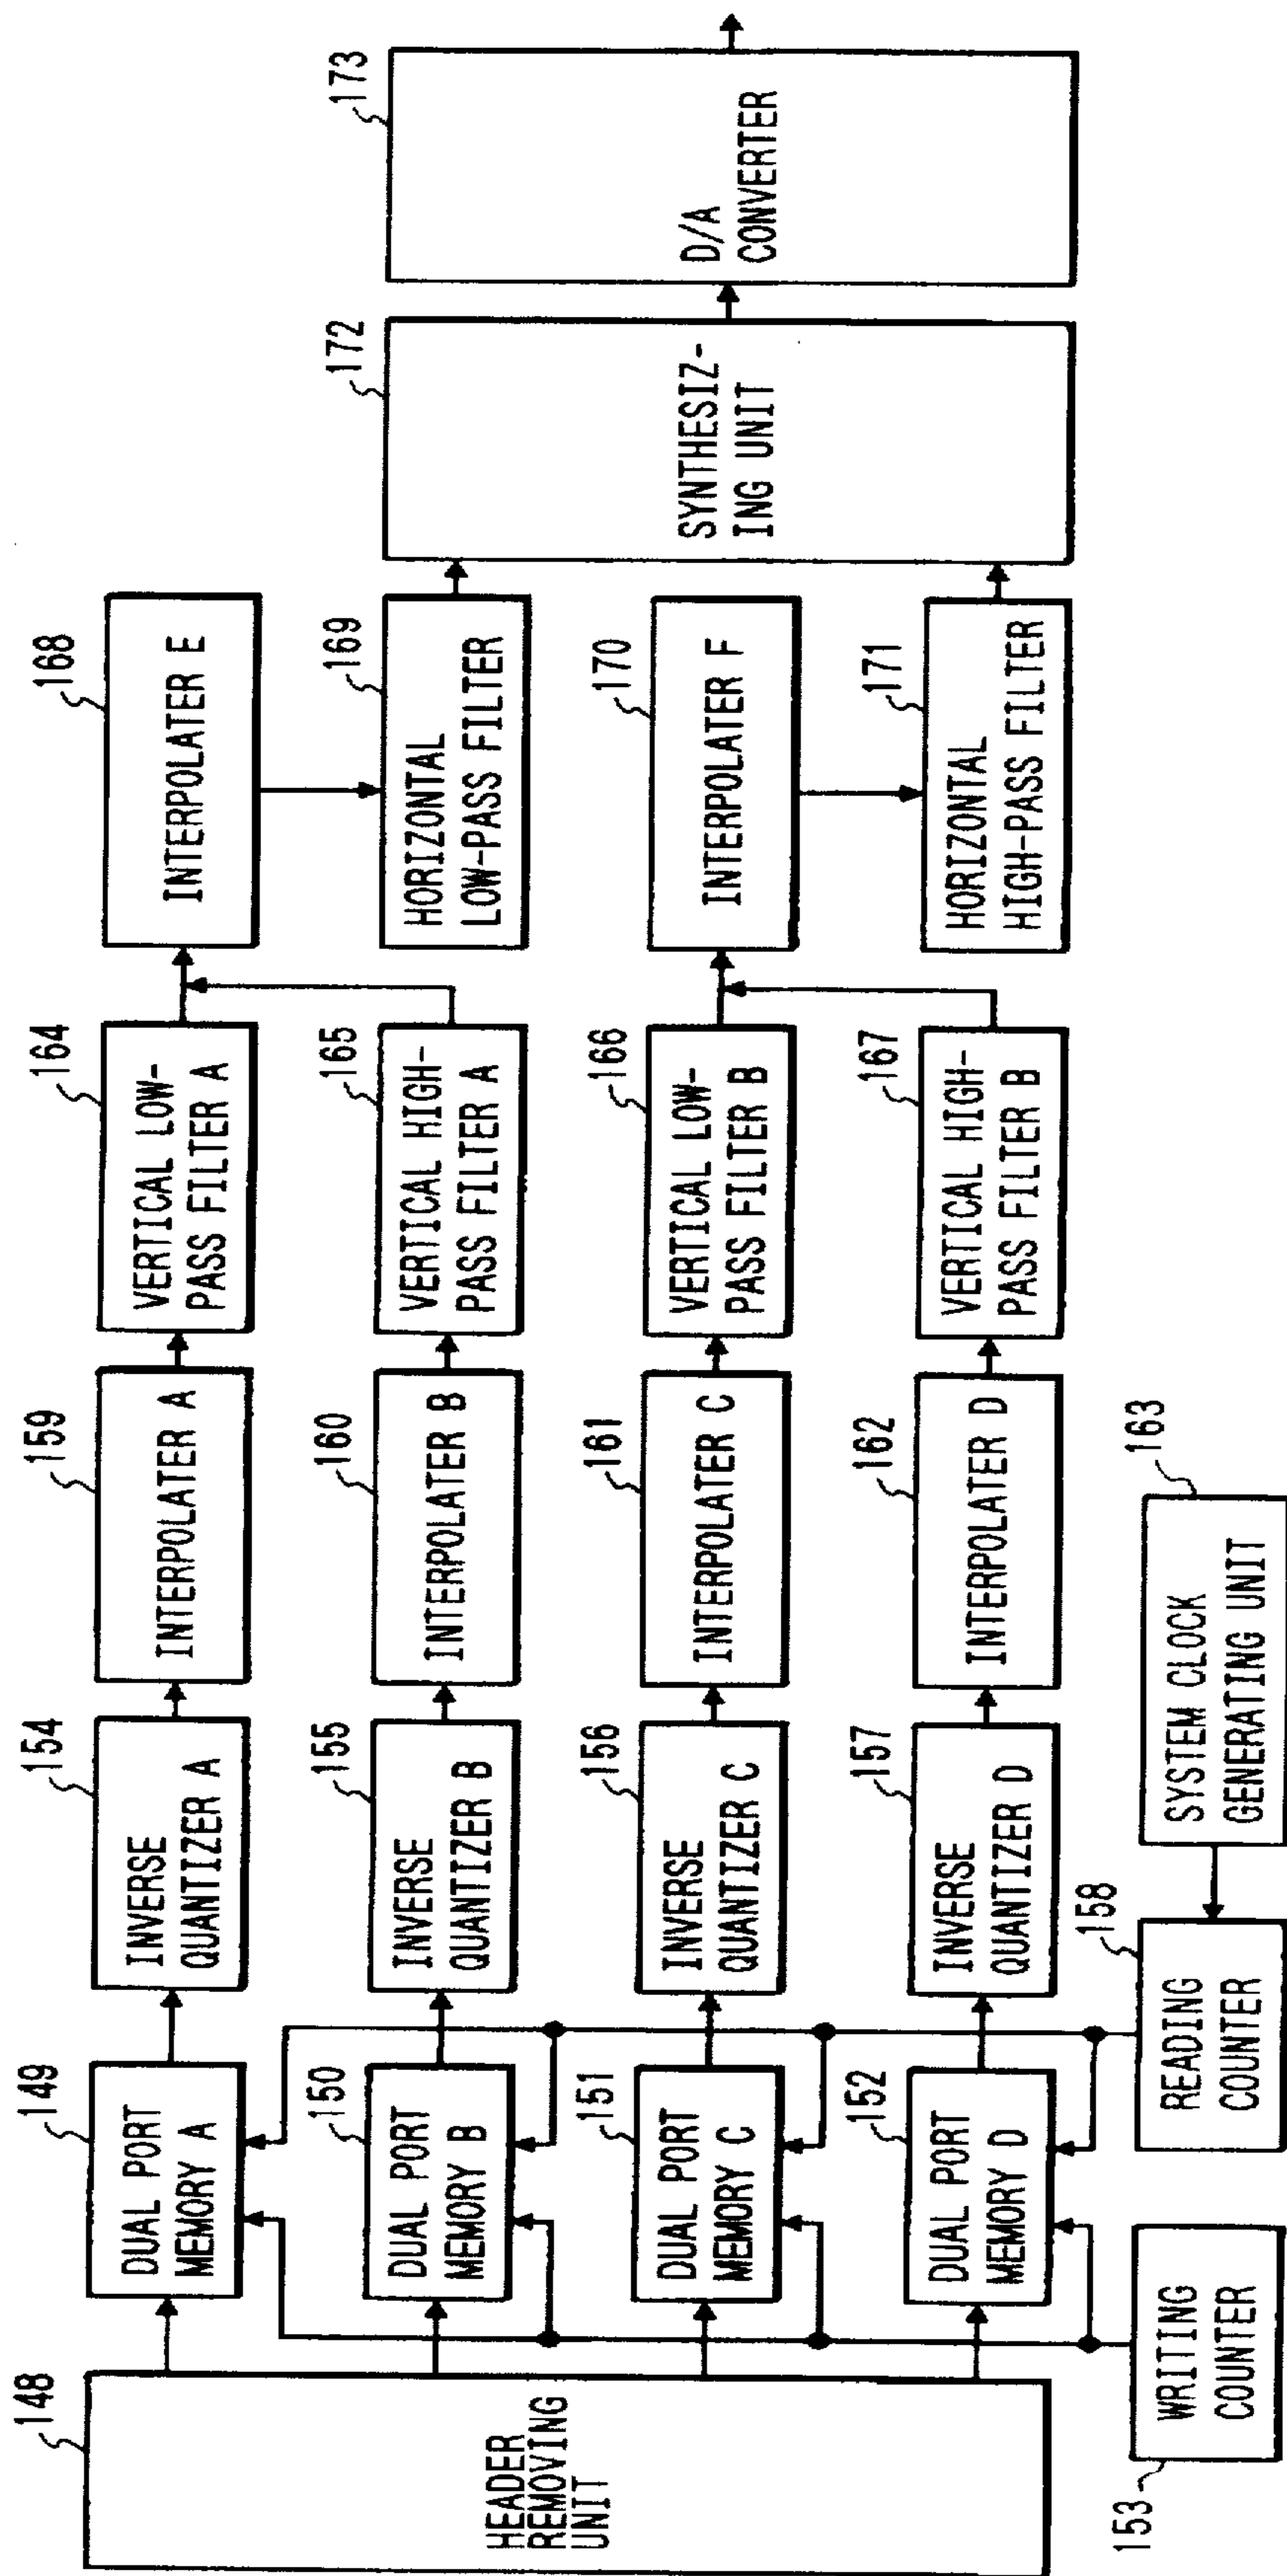 148
HEADER
REMOVING
UNIT
149
DUAL PORT
MEMORY A
154
INVERSE
QUANTIZER A
159
INTERPOLATER A
164
VERTICAL LOW-
PASS FILTER A
168
INTERPOLATER E
150
DUAL PORT
MEMORY B
155
INVERSE
QUANTIZER B
160
INTERPOLATER B
165
VERTICAL HIGH-
PASS FILTER A
169
HORIZONTAL
LOW-PASS FILTER
172
SYNTHESIZ-
ING UNIT
173
D/A
CONVERTER
151
DUAL PORT
MEMORY C
156
INVERSE
QUANTIZER C
161
INTERPOLATER C
166
VERTICAL LOW-
PASS FILTER B
170
INTERPOLATER F
152
DUAL PORT
MEMORY D
157
INVERSE
QUANTIZER D
162
INTERPOLATER D
167
VERTICAL HIGH-
PASS FILTER B
171
HORIZONTAL
HIGH-PASS FILTER
153
WRITING
COUNTER
158
READING
COUNTER
163
SYSTEM CLOCK
GENERATING UNIT